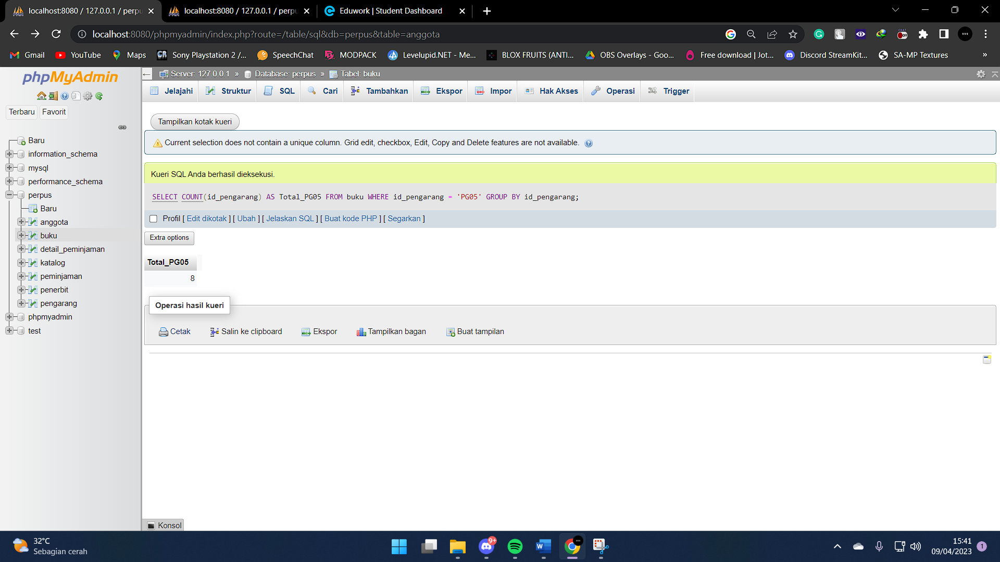 localhost:8080 / 127.0.0.1 / perpu
localhost:8080 / 127.0.0.1 / perpu
Eduwork | Student Dashboard
localhost:8080/phpmyadmin/index.php?route=/table/sql&db=perpus&table=anggota
Gmail
YouTube
Maps
Sony Playstation 2 /...
SpeechChat
MODPACK
Levelupid.NET - Me...
BLOX FRUITS (ANTI...
OBS Overlays - Goo...
Free download | Jot...
Discord StreamKit...
SA-MP Textures
»
phpMyAdmin
Terbaru
Favorit
Baru
information_schema
mysql
performance_schema
perpus
Baru
anggota
buku
detail_peminjaman
katalog
peminjaman
penerbit
pengarang
phpmyadmin
test
Server: 127.0.0.1 » Database: perpus » Tabel: buku
Jelajahi
Struktur
SQL
Cari
Tambahkan
Ekspor
Impor
Hak Akses
Operasi
Trigger
Tampilkan kotak kueri
Current selection does not contain a unique column. Grid edit, checkbox, Edit, Copy and Delete features are not available.
Kueri SQL Anda berhasil dieksekusi.
SELECT COUNT(id_pengarang) AS Total_PG05 FROM buku WHERE id_pengarang = 'PG05' GROUP BY id_pengarang;
Profil [ Edit dikotak ] [ Ubah ] [ Jelaskan SQL ] [ Buat kode PHP ] [ Segarkan ]
Extra options
Total_PG05
8
Operasi hasil kueri
Cetak
Salin ke clipboard
Ekspor
Tampilkan bagan
Buat tampilan
Konsol
32°C
Sebagian cerah
9+
15:41
09/04/2023
1